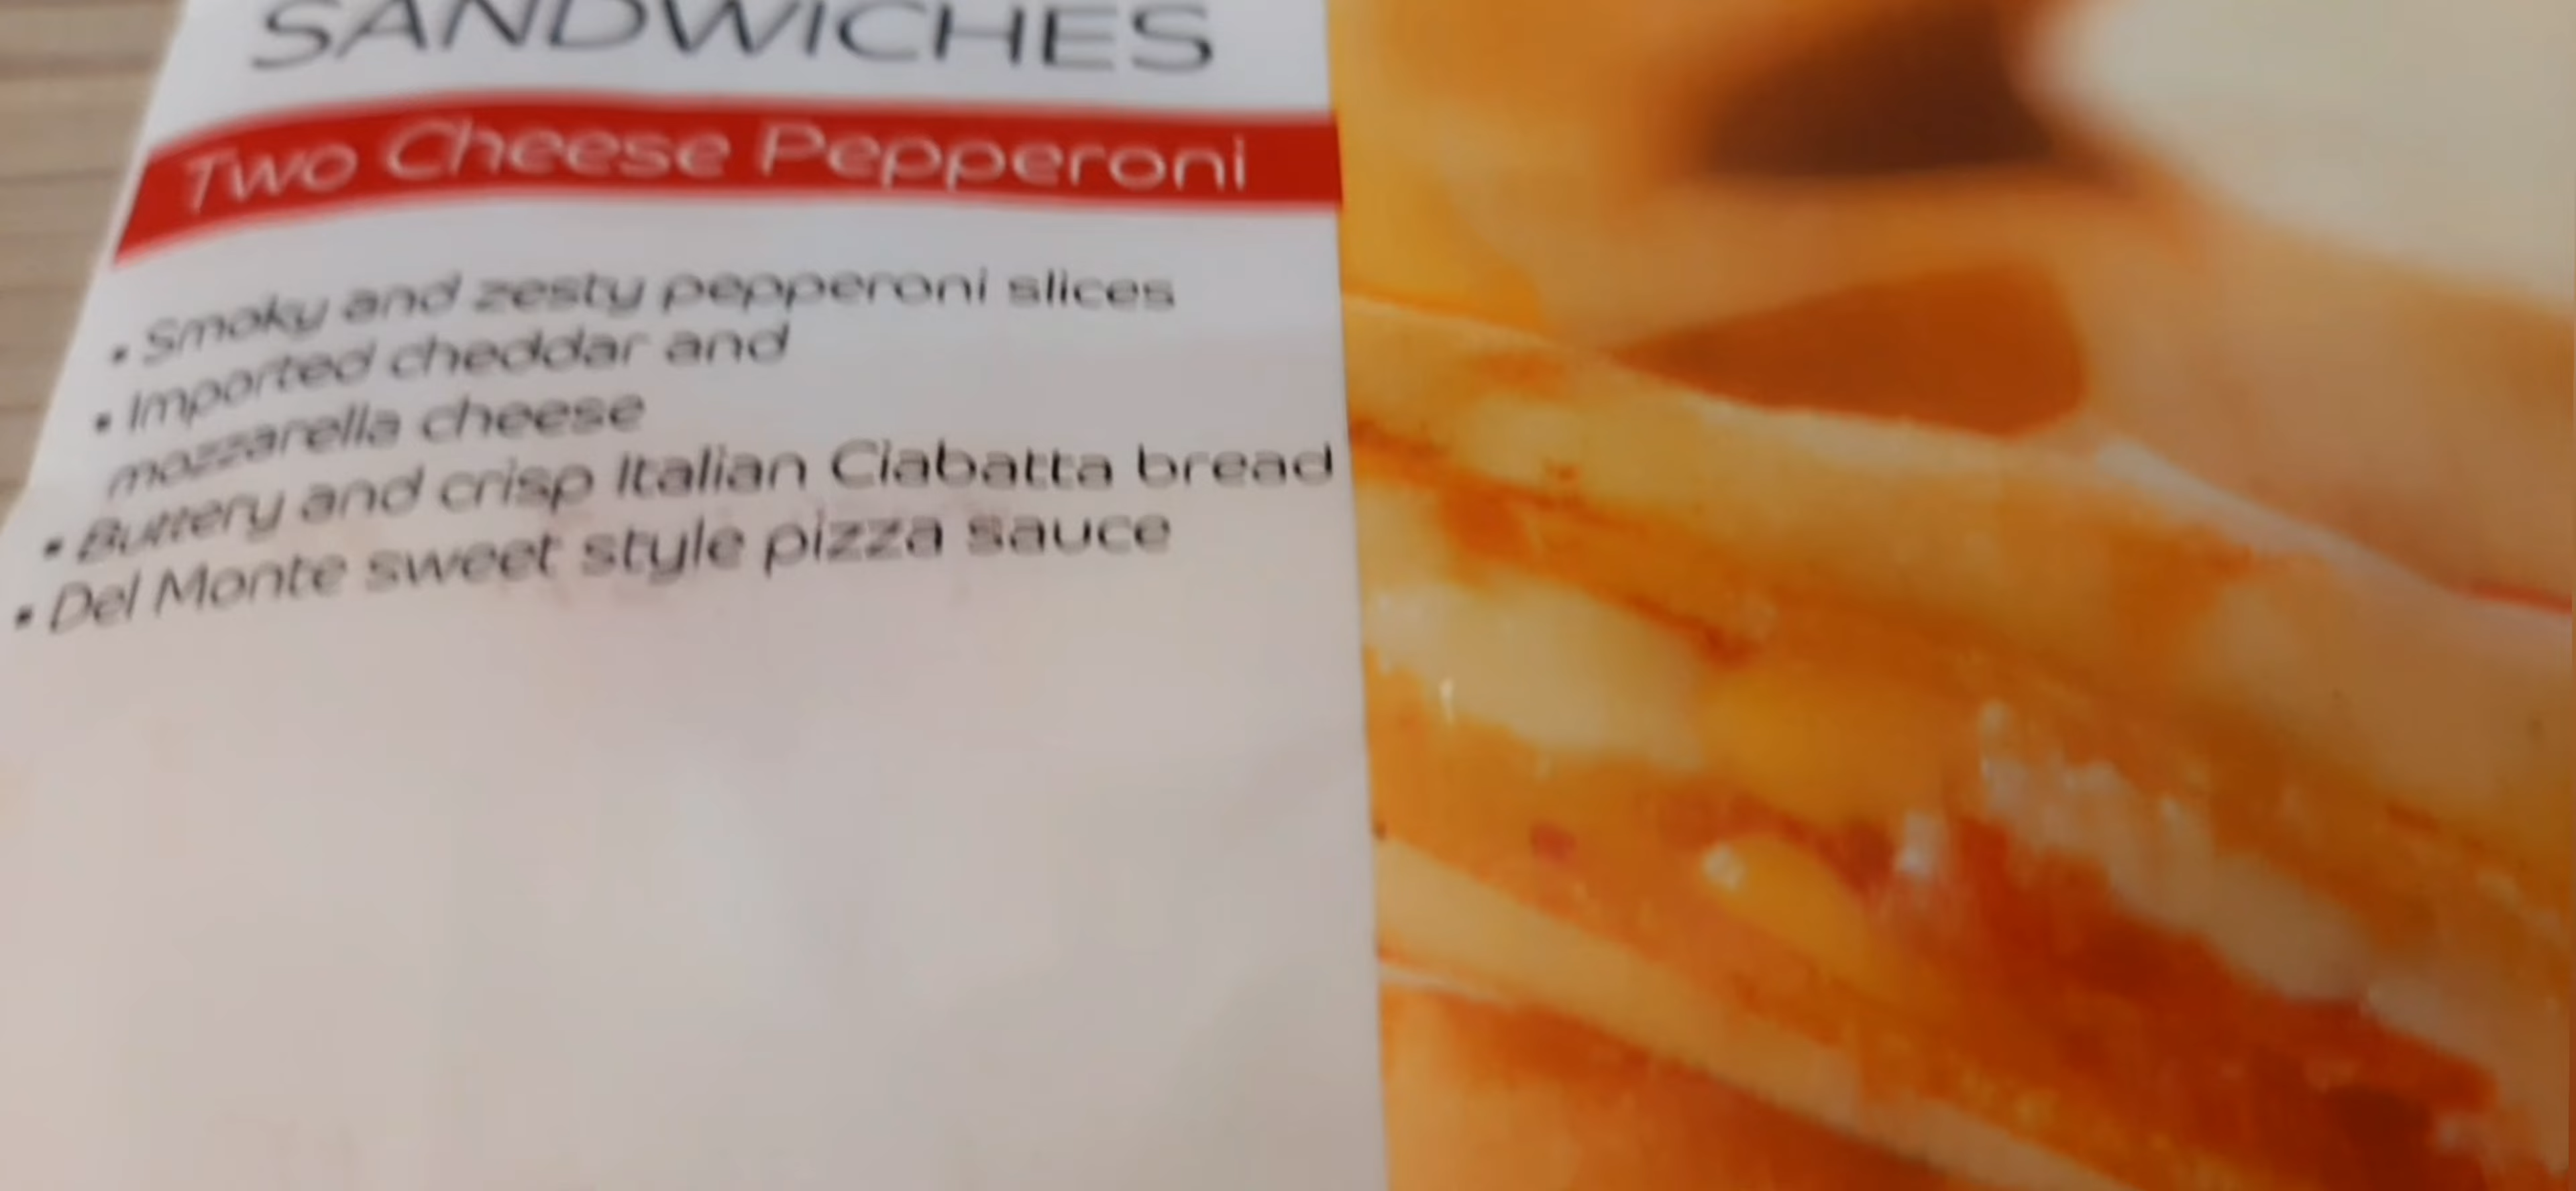 SANDWICHES
Two Cheese Pepperoni
• Smoky and zesty pepperoni slices
• Imported cheddar and
mozzarella cheese
• Buttery and crisp Italian Ciabatta bread
• Del Monte sweet style pizza sauce